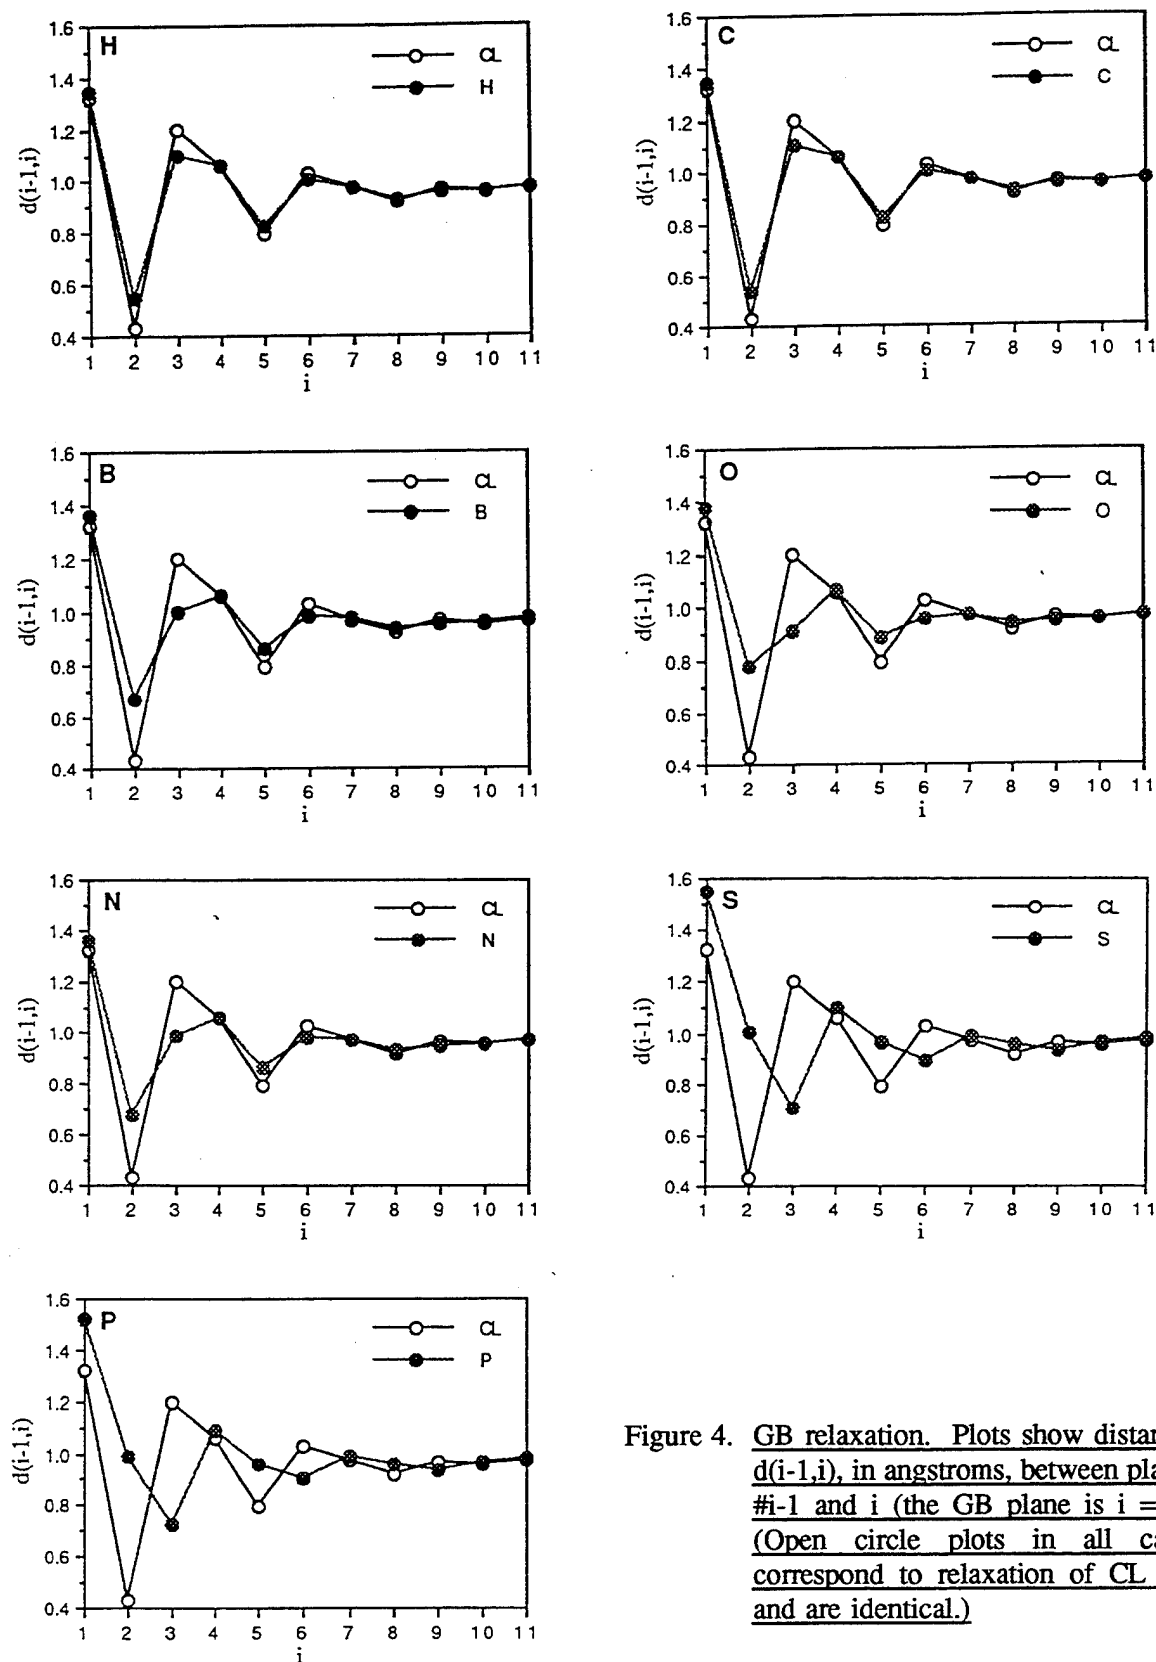 H
CL
H
d(i-1,i)
1.6
1.4
1.2
1.0
0.8
0.6
0.4
1 2 3 4 5 6 7 8 9 10 11
i
C
CL
C
d(i-1,i)
1.6
1.4
1.2
1.0
0.8
0.6
0.4
1 2 3 4 5 6 7 8 9 10 11
i
B
CL
B
d(i-1,i)
1.6
1.4
1.2
1.0
0.8
0.6
0.4
1 2 3 4 5 6 7 8 9 10 11
i
O
CL
O
d(i-1,i)
1.6
1.4
1.2
1.0
0.8
0.6
0.4
1 2 3 4 5 6 7 8 9 10 11
i
N
CL
N
d(i-1,i)
1.6
1.4
1.2
1.0
0.8
0.6
0.4
1 2 3 4 5 6 7 8 9 10 11
i
S
CL
S
d(i-1,i)
1.6
1.4
1.2
1.0
0.8
0.6
0.4
1 2 3 4 5 6 7 8 9 10 11
i
P
CL
P
d(i-1,i)
1.6
1.4
1.2
1.0
0.8
0.6
0.4
1 2 3 4 5 6 7 8 9 10 11
i
Figure 4. GB relaxation. Plots show
d(i-1,i), in angstroms, between
#i-1 and i (the GB plane is i =
(Open circle plots in all
correspond to relaxation of CL
and are identical.)